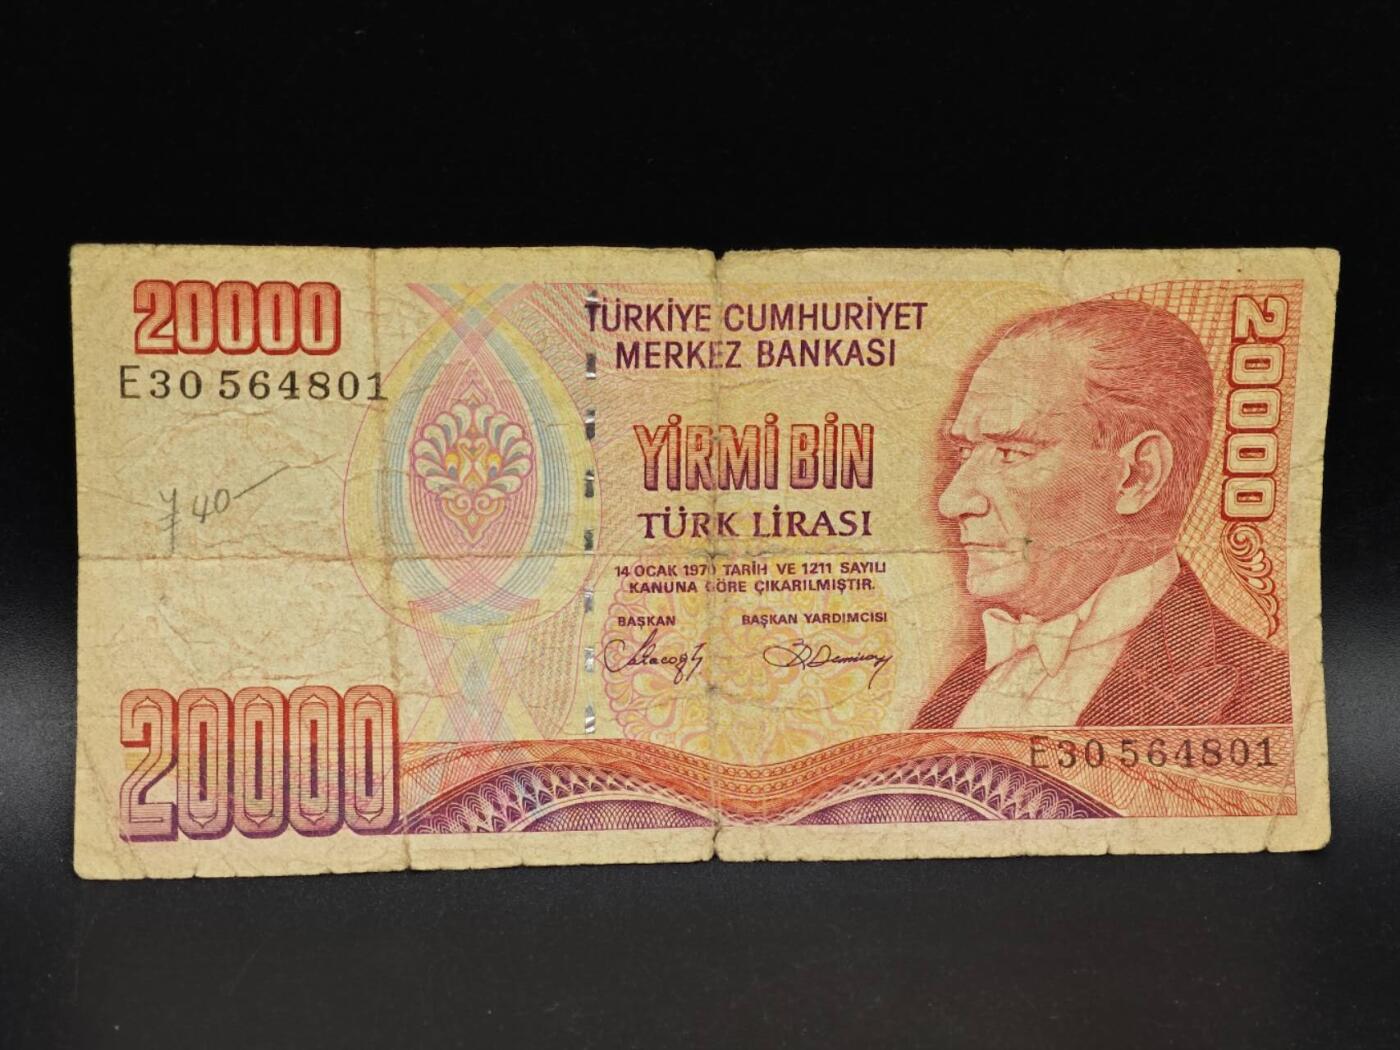 20000
E30 564801
TÜRKİYE CUMHURİYET
MERKEZ BANKASI
YİRMİ BİN
TÜRK LİRASI
14 OCAK 1970 TARİH VE 1211 SAYILI
KANUNA GÖRE ÇIKARILMIŞTIR.
BAŞKAN BAŞKAN YARDIMCISI
20000
40
20000
E30 564801